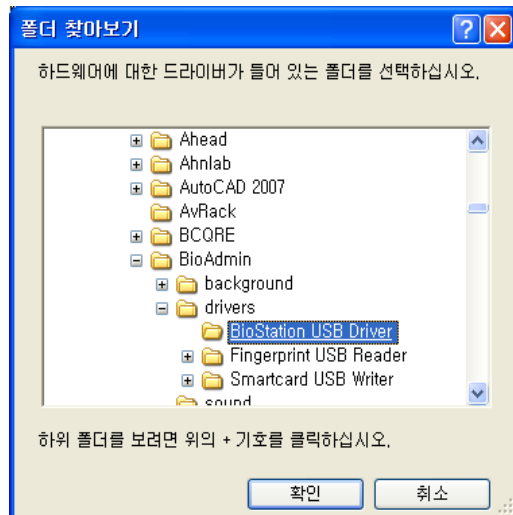 폴더 찾아보기
하드웨어에 대한 드라이버가 들어 있는 폴더를 선택하십시오.
Ahead
Ahnlab
AutoCAD 2007
AvRack
BCQRE
BioAdmin
background
drivers
BioStation USB Driver
Fingerprint USB Reader
Smartcard USB Writer
sound
하위 폴더를 보려면 위의 + 기호를 클릭하십시오.
확인 취소